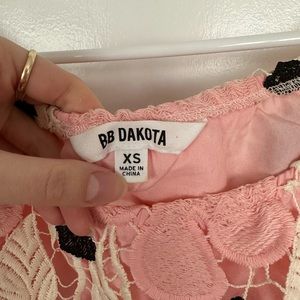 BB DAKOTA
XS
MADE IN
CHINA